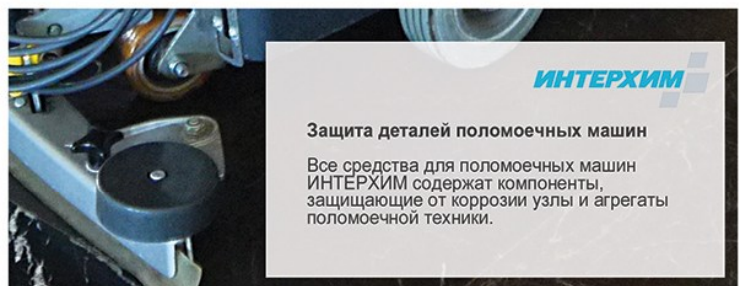 ИНТЕРХИМ
Защита деталей поломоечных машин
Все средства для поломоечных машин
ИНТЕРХИМ содержат компоненты,
защищающие от коррозии узлы и агрегаты
поломоечной техники.